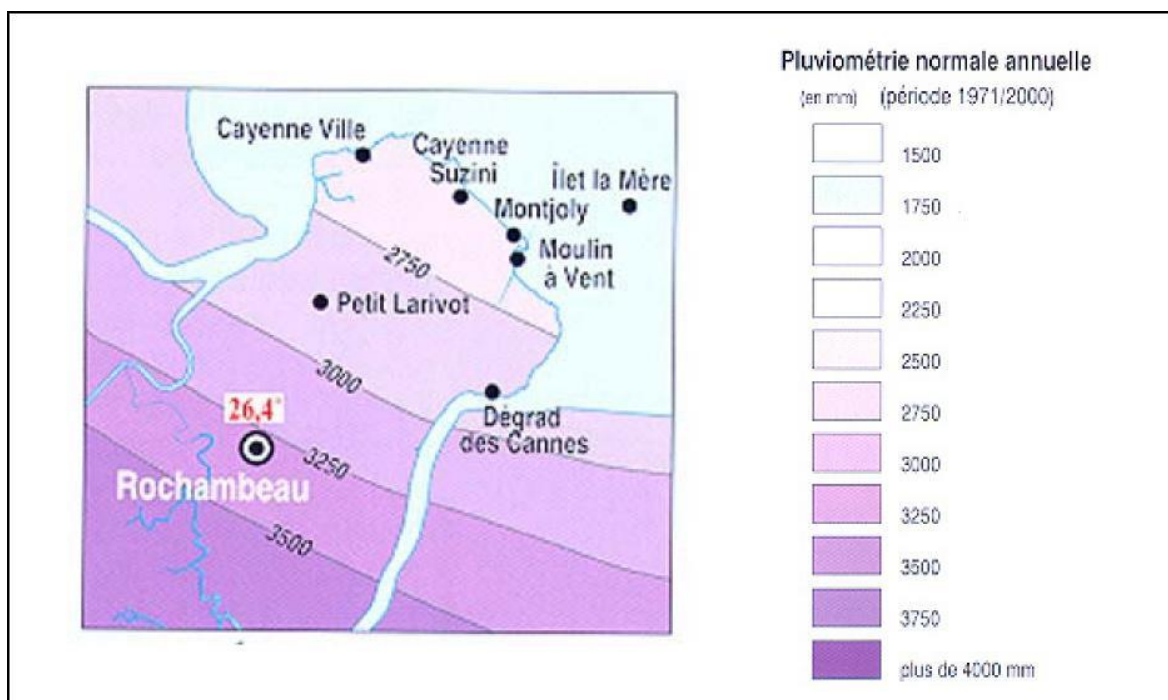 Pluviométrie normale annuelle
(en mm) (période 1971/2000)
1500
1750
2000
2250
2500
2750
3000
3250
3500
3750
plus de 4000 mm
Cayenne Ville
Cayenne
Suzini
Îlet la Mère
Montjoly
Moulin
à Vent
2750
Petit Larivot
3000
Dégrad
des Cannes
26,4°
3250
Rochambeau
3500